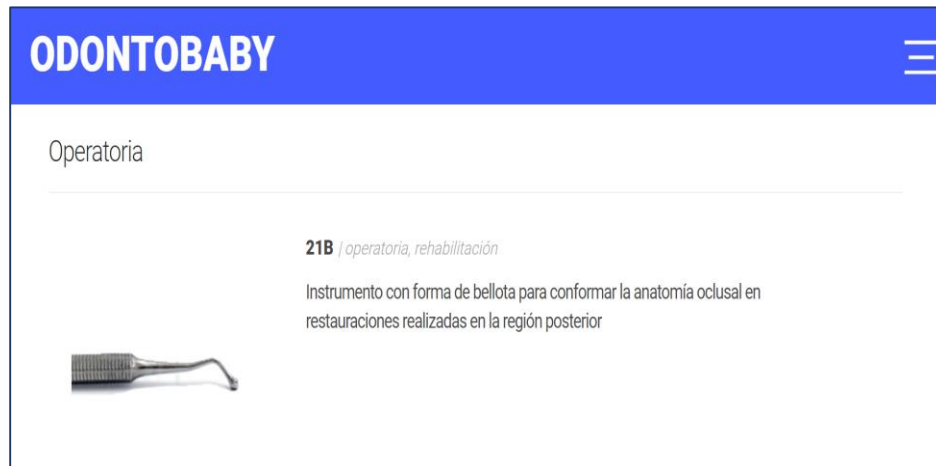 ODONTOBABY
Operatoria
21B | operatoria, rehabilitación
Instrumento con forma de bellota para conformar la anatomía oclusal en
restauraciones realizadas en la región posterior